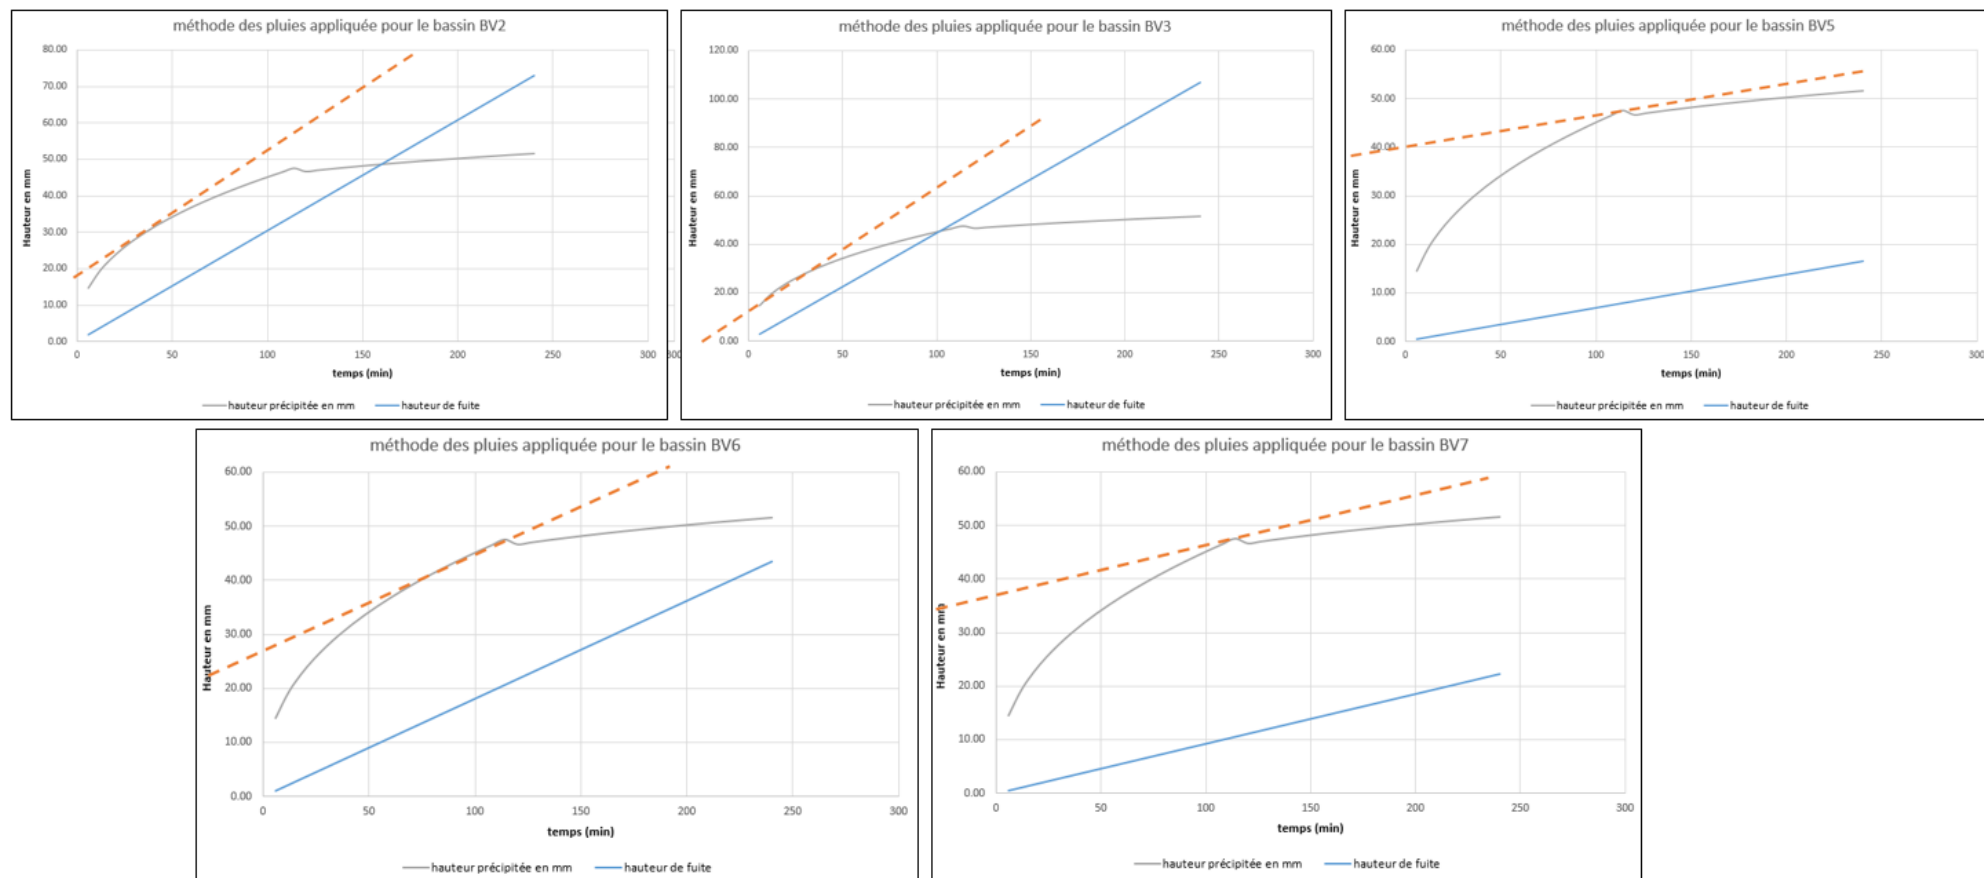 méthode des pluies appliquée pour le bassin BV2
80.00
70.00
60.00
50.00
40.00
30.00
20.00
10.00
0.00
Hauteur en mm
0 50 100 150 200 250 300
temps (min)
hauteur précipitée en mm hauteur de fuite
méthode des pluies appliquée pour le bassin BV3
120.00
100.00
80.00
60.00
40.00
20.00
0.00
Hauteur en mm
0 50 100 150 200 250 300
temps (min)
hauteur précipitée en mm hauteur de fuite
méthode des pluies appliquée pour le bassin BV5
60.00
50.00
40.00
30.00
20.00
10.00
0.00
Hauteur en mm
0 50 100 150 200 250 300
temps (min)
hauteur précipitée en mm hauteur de fuite
méthode des pluies appliquée pour le bassin BV6
60.00
50.00
40.00
30.00
20.00
10.00
0.00
Hauteur en mm
0 50 100 150 200 250 300
temps (min)
hauteur précipitée en mm hauteur de fuite
méthode des pluies appliquée pour le bassin BV7
60.00
50.00
40.00
30.00
20.00
10.00
0.00
Hauteur en mm
0 50 100 150 200 250 300
temps (min)
hauteur précipitée en mm hauteur de fuite